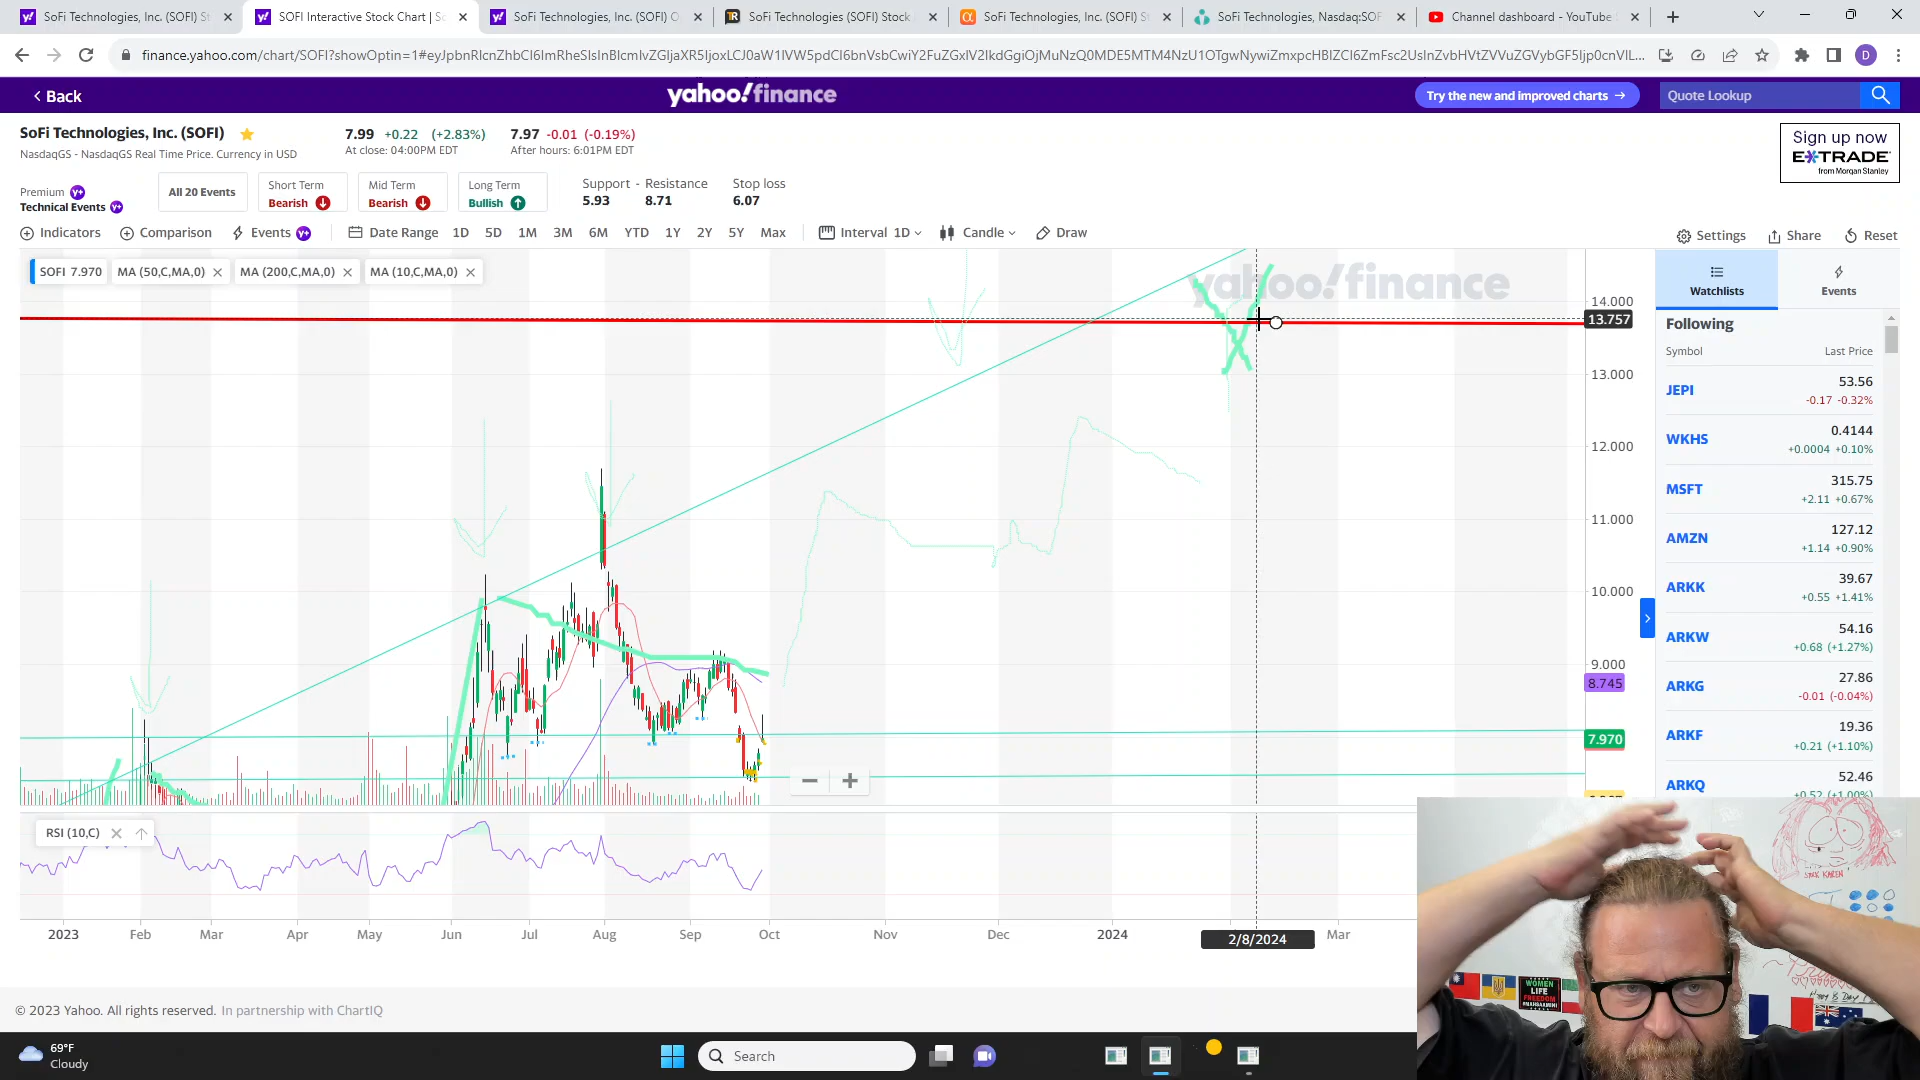 SoFi Technologies, Inc. (SOFI) St
SOFI Interactive Stock Chart | So
SoFi Technologies, Inc. (SOFI) O
SoFi Technologies (SOFI) Stock
SoFi Technologies, Inc. (SOFI) St
SoFi Technologies, Nasdaq:SOF
Channel dashboard - YouTube
D
Back
yahoo!finance
Try the new and improved charts →
Quote Lookup
SoFi Technologies, Inc. (SOFI)
7.99 +0.22 (+2.83%)
7.97 -0.01 (-0.19%)
NasdaqGS - NasdaqGS Real Time Price. Currency in USD
At close: 04:00PM EDT
After hours: 6:01PM EDT
Sign up now
E*TRADE
from Morgan Stanley
Premium Y+
Technical Events Y+
All 20 Events
Short Term
Bearish
Mid Term
Bearish
Long Term
Bullish
Support - Resistance
5.93 8.71
Stop loss
6.07
Indicators
Comparison
Events Y+
Date Range 1D 5D 1M 3M 6M YTD 1Y 2Y 5Y Max
Interval 1D
Candle
Draw
Settings
Share
Reset
SOFI 7.970
MA (50,C,MA,0)
MA (200,C,MA,0)
MA (10,C,MA,0)
yahoo!finance
14.000
13.757
13.000
12.000
11.000
10.000
9.000
8.745
7.970
RSI (10,C)
2023 Feb Mar Apr May Jun Jul Aug Sep Oct Nov Dec 2024 2/8/2024 Mar
Watchlists
Events
Following
Symbol Last Price
JEPI 53.56
-0.17 -0.32%
WKHS 0.4144
+0.0004 +0.10%
MSFT 315.75
+2.11 +0.67%
AMZN 127.12
+1.14 +0.90%
ARKK 39.67
+0.55 +1.41%
ARKW 54.16
+0.68 (+1.27%)
ARKG 27.86
-0.01 (-0.04%)
ARKF 19.36
+0.21 (+1.10%)
ARKQ 52.46
+0.52 (+1.00%)
© 2023 Yahoo. All rights reserved. In partnership with ChartIQ
WOMEN
LIFE
FREEDOM
69°F
Cloudy
Search